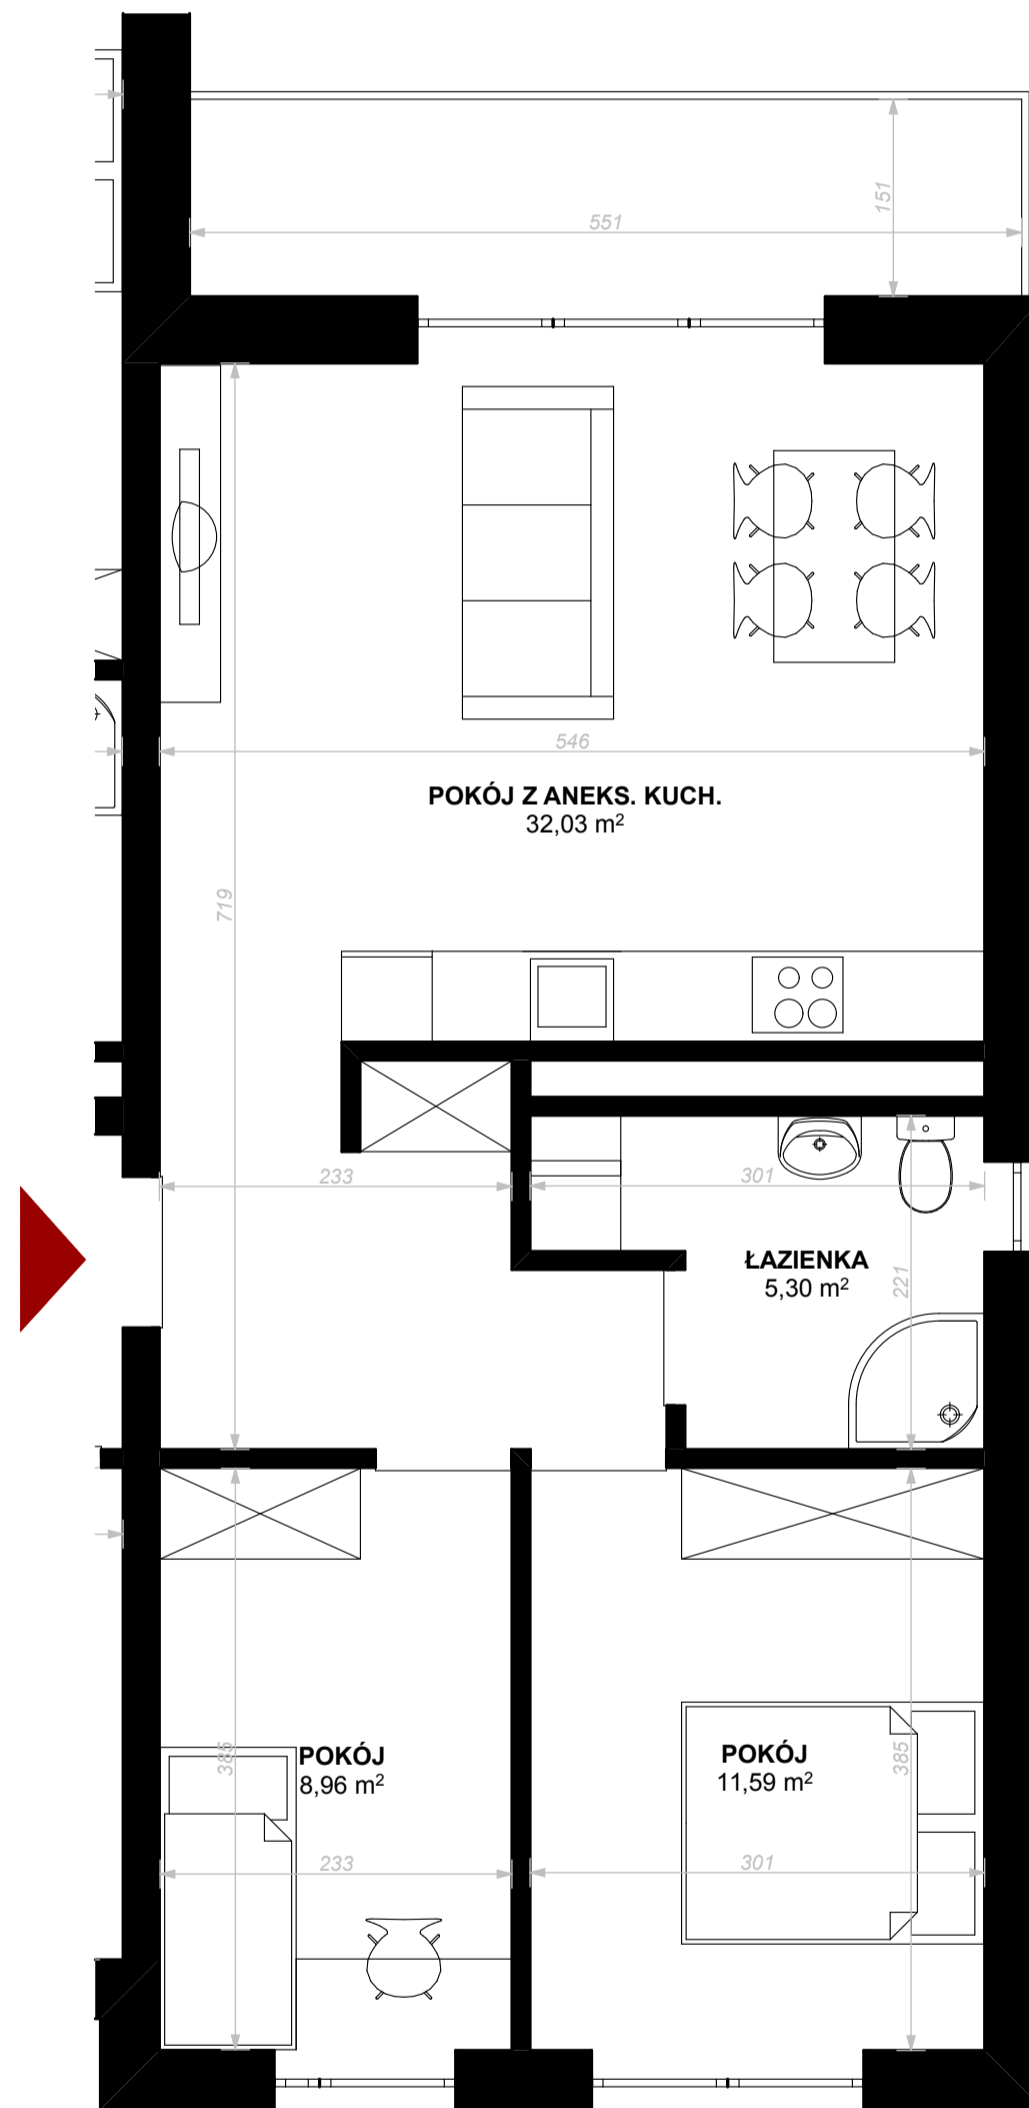 151
551
546
POKÓJ Z ANEKS. KUCH.
32,03 m²
719
233
301
ŁAZIENKA
5,30 m²
221
POKÓJ
8,96 m²
385
POKÓJ
11,59 m²
385
233
301